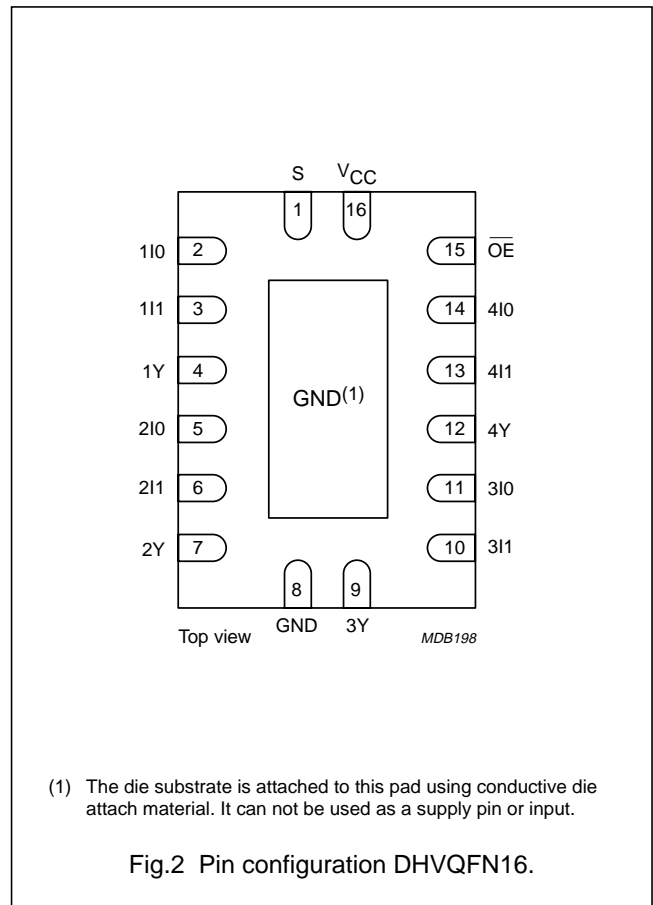 S VCC
1 16
1I0 2 15 OE
1I1 3 14 4I0
1Y 4 13 4I1
GND(1)
2I0 5 12 4Y
2I1 6 11 3I0
2Y 7 10 3I1
8 9
Top view GND 3Y MDB198
(1) The die substrate is attached to this pad using conductive die
attach material. It can not be used as a supply pin or input.
Fig.2 Pin configuration DHVQFN16.